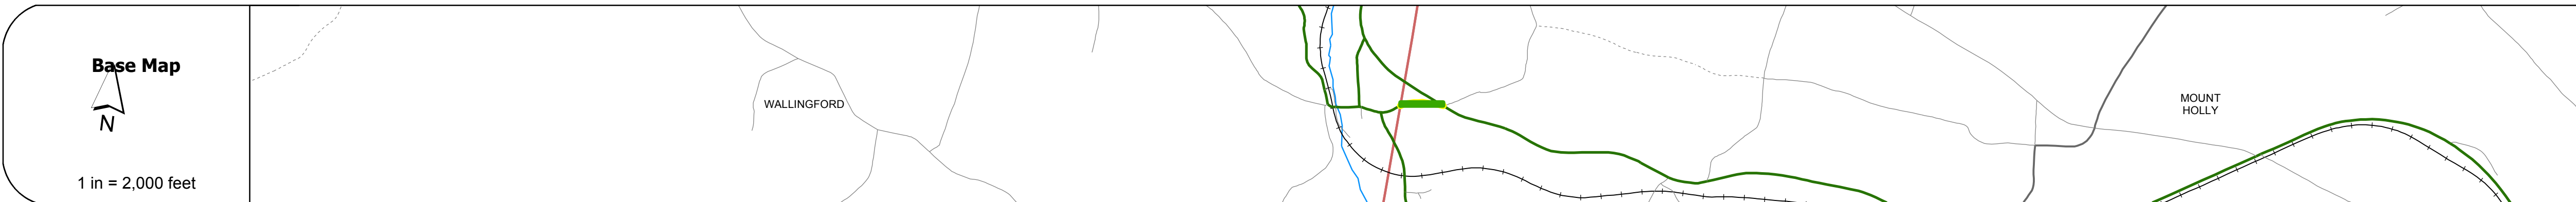 Base Map
N
1 in = 2,000 feet
WALLINGFORD
MOUNT
HOLLY